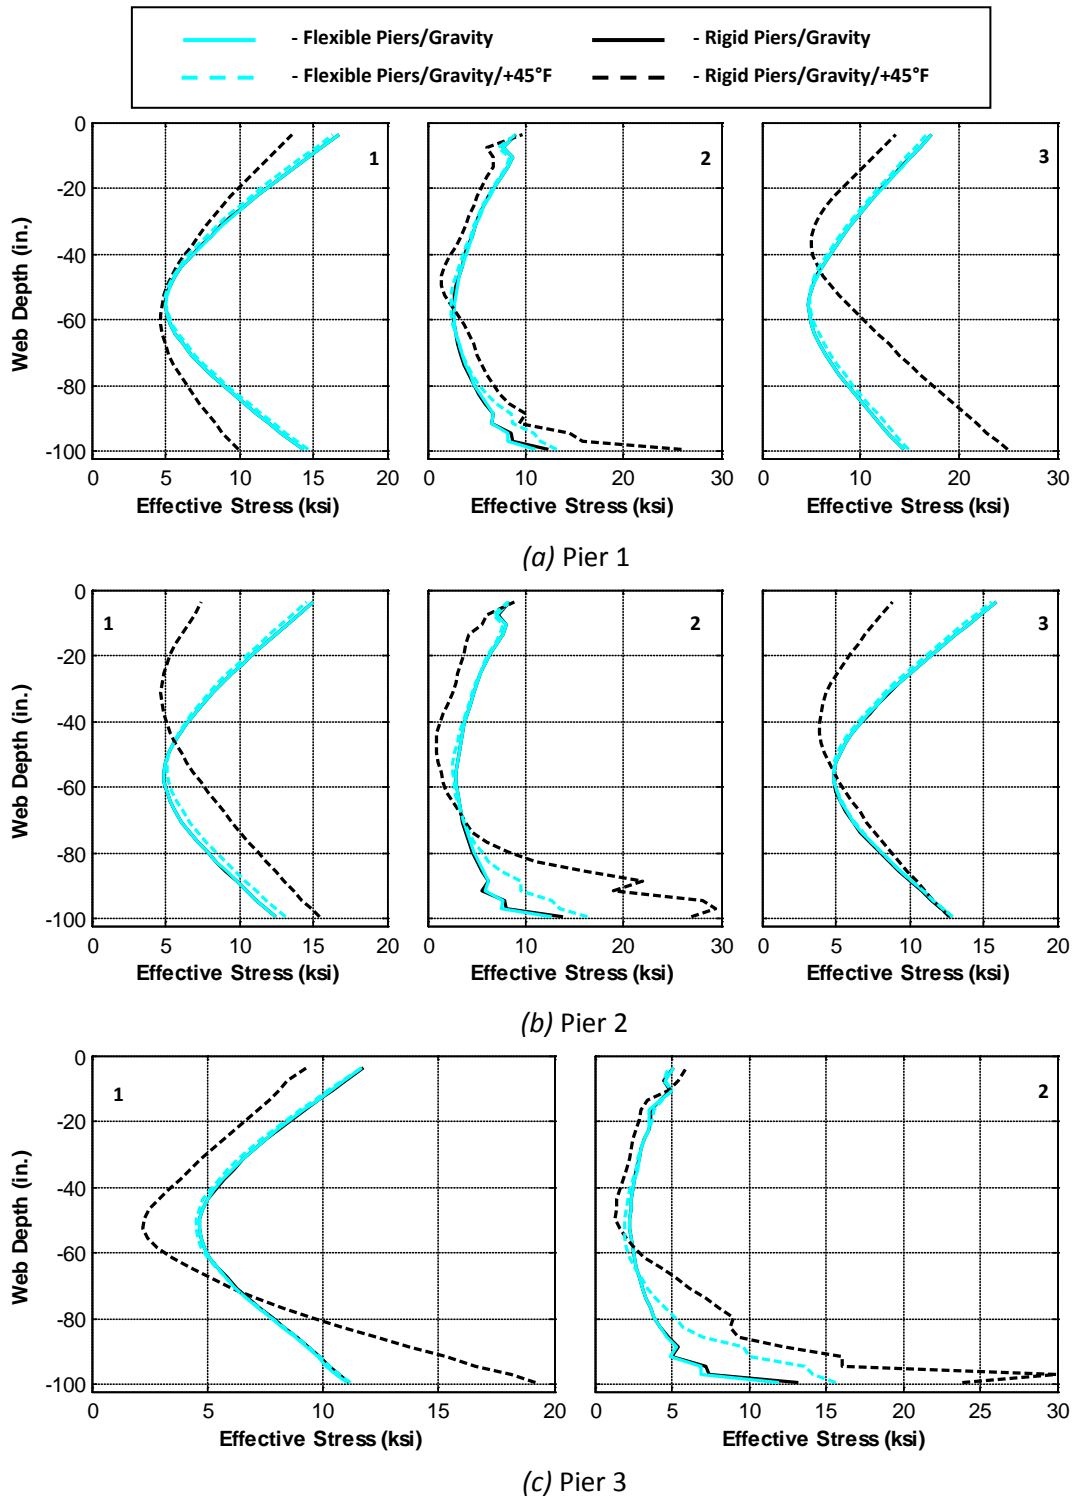 - Flexible Piers/Gravity - Rigid Piers/Gravity
- Flexible Piers/Gravity/+45°F - Rigid Piers/Gravity/+45°F
Web Depth (in.)
0
-20
-40
-60
-80
-100
1
0 5 10 15 20
Effective Stress (ksi)
2
0 10 20 30
Effective Stress (ksi)
3
0 10 20 30
Effective Stress (ksi)
(a) Pier 1
Web Depth (in.)
0
-20
-40
-60
-80
-100
1
0 5 10 15 20
Effective Stress (ksi)
2
0 10 20 30
Effective Stress (ksi)
3
0 5 10 15 20
Effective Stress (ksi)
(b) Pier 2
Web Depth (in.)
0
-20
-40
-60
-80
-100
1
0 5 10 15 20
Effective Stress (ksi)
2
0 5 10 15 20 25 30
Effective Stress (ksi)
(c) Pier 3